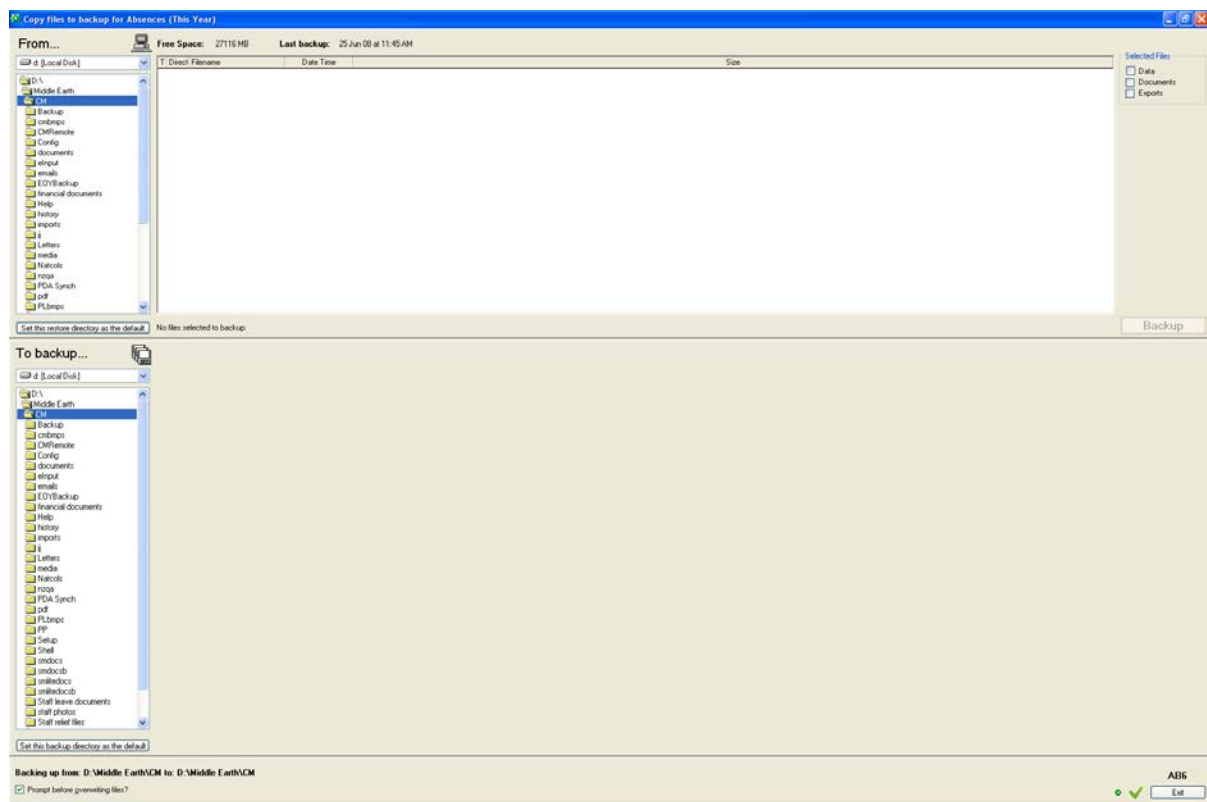 Copy files to backup for Absences (This Year)
From...
Free Space: 27116 MB Last backup: 25 Jun 08 at 11:45 AM
d: [Local Disk]
T Direct Filename Date Time Size
Selected Files
Data
Documents
Exports
D:\
Middle Earth
CM
Backup
cmbmps
CMRemote
Config
documents
eInput
emails
EOYBackup
financial documents
Help
history
imports
Letters
media
Natcols
nzqa
PDA Synch
pdf
PLbmps
Set this restore directory as the default
No files selected to backup
Backup
To backup...
d: [Local Disk]
D:\
Middle Earth
CM
Backup
cmbmps
CMRemote
Config
documents
eInput
emails
EOYBackup
financial documents
Help
history
imports
Letters
media
Natcols
nzqa
PDA Synch
pdf
PLbmps
PP
Setup
Shell
smdocs
smdocsb
smlitedocs
smlitedocsb
Staff leave documents
staff photos
Staff relief files
Set this backup directory as the default
Backing up from: D:\Middle Earth\CM to: D:\Middle Earth\CM
Prompt before overwriting files?
AB6
Exit